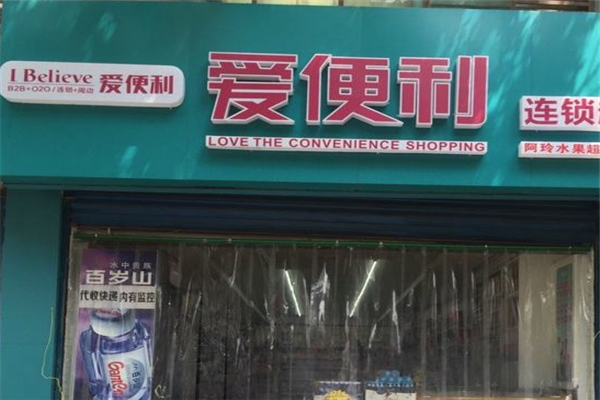 I Believe 爱便利
B2B+O2O/连锁+周边
爱便利
LOVE THE CONVENIENCE SHOPPING
连锁
阿玲水果超
水中贵族
百岁山
代收快递内有监控